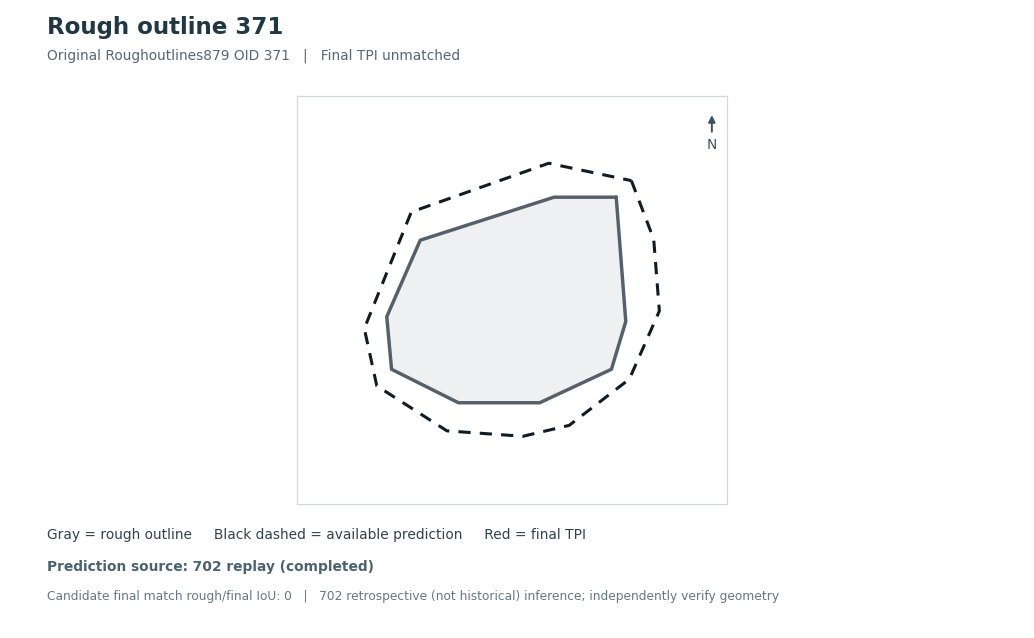 Rough outline 371
Original Roughoutlines879 OID 371   |   Final TPI unmatched
N
Gray = rough outline     Black dashed = available prediction     Red = final TPI
Prediction source: 702 replay (completed)
Candidate final match rough/final IoU: 0   |   702 retrospective (not historical) inference; independently verify geometry